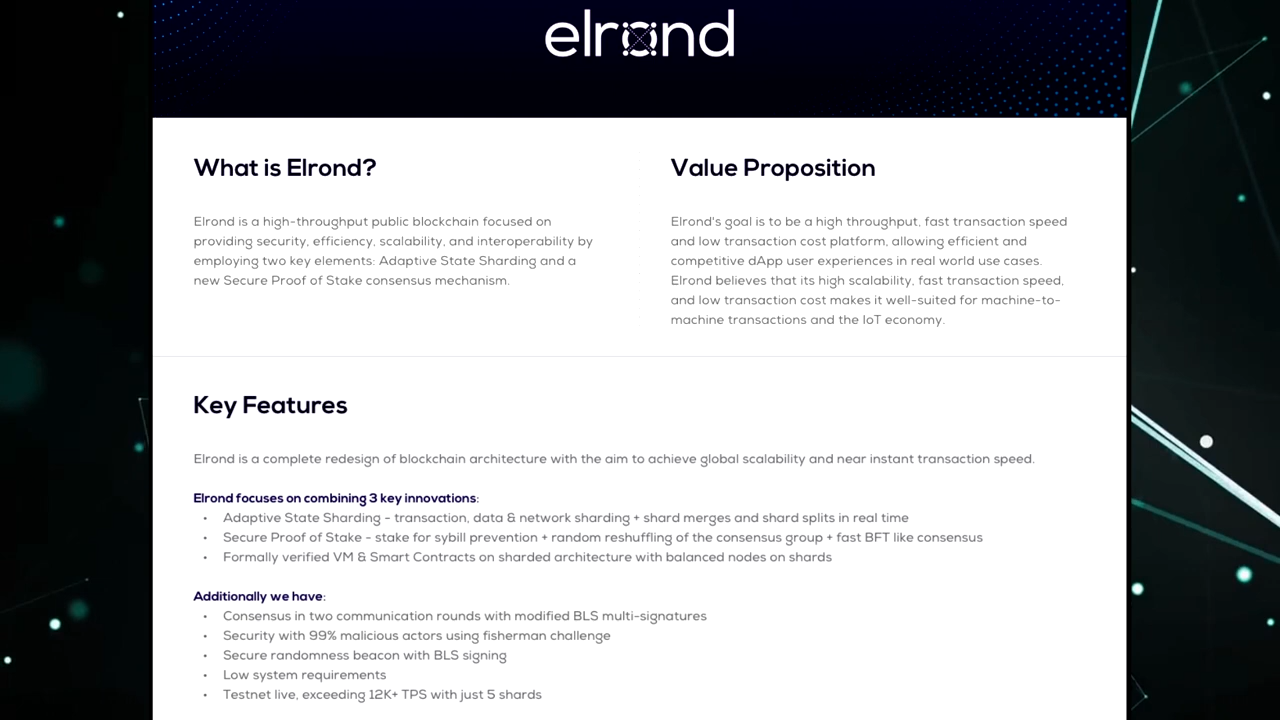 elrond
What is Elrond?
Elrond is a high-throughput public blockchain focused on
providing security, efficiency, scalability, and interoperability by
employing two key elements: Adaptive State Sharding and a
new Secure Proof of Stake consensus mechanism.
Value Proposition
Elrond's goal is to be a high throughput, fast transaction speed
and low transaction cost platform, allowing efficient and
competitive dApp user experiences in real world use cases.
Elrond believes that its high scalability, fast transaction speed,
and low transaction cost makes it well-suited for machine-to-
machine transactions and the IoT economy.
Key Features
Elrond is a complete redesign of blockchain architecture with the aim to achieve global scalability and near instant transaction speed.
Elrond focuses on combining 3 key innovations:
• Adaptive State Sharding - transaction, data & network sharding + shard merges and shard splits in real time
• Secure Proof of Stake - stake for sybill prevention + random reshuffling of the consensus group + fast BFT like consensus
• Formally verified VM & Smart Contracts on sharded architecture with balanced nodes on shards
Additionally we have:
• Consensus in two communication rounds with modified BLS multi-signatures
• Security with 99% malicious actors using fisherman challenge
• Secure randomness beacon with BLS signing
• Low system requirements
• Testnet live, exceeding 12K+ TPS with just 5 shards